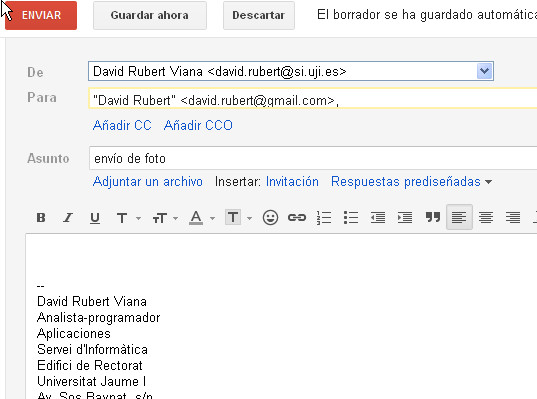 ENVIAR Guardar ahora Descartar El borrador se ha guardado automátic
De David Rubert Viana <david.rubert@si.uji.es>
Para "David Rubert" <david.rubert@gmail.com>,
Añadir CC Añadir CCO
Asunto envío de foto
Adjuntar un archivo Insertar: Invitación Respuestas prediseñadas
B I U T TT A T
--
David Rubert Viana
Analista-programador
Aplicaciones
Servei d'Informàtica
Edifici de Rectorat
Universitat Jaume I
Av. Sos Baynat, s/n